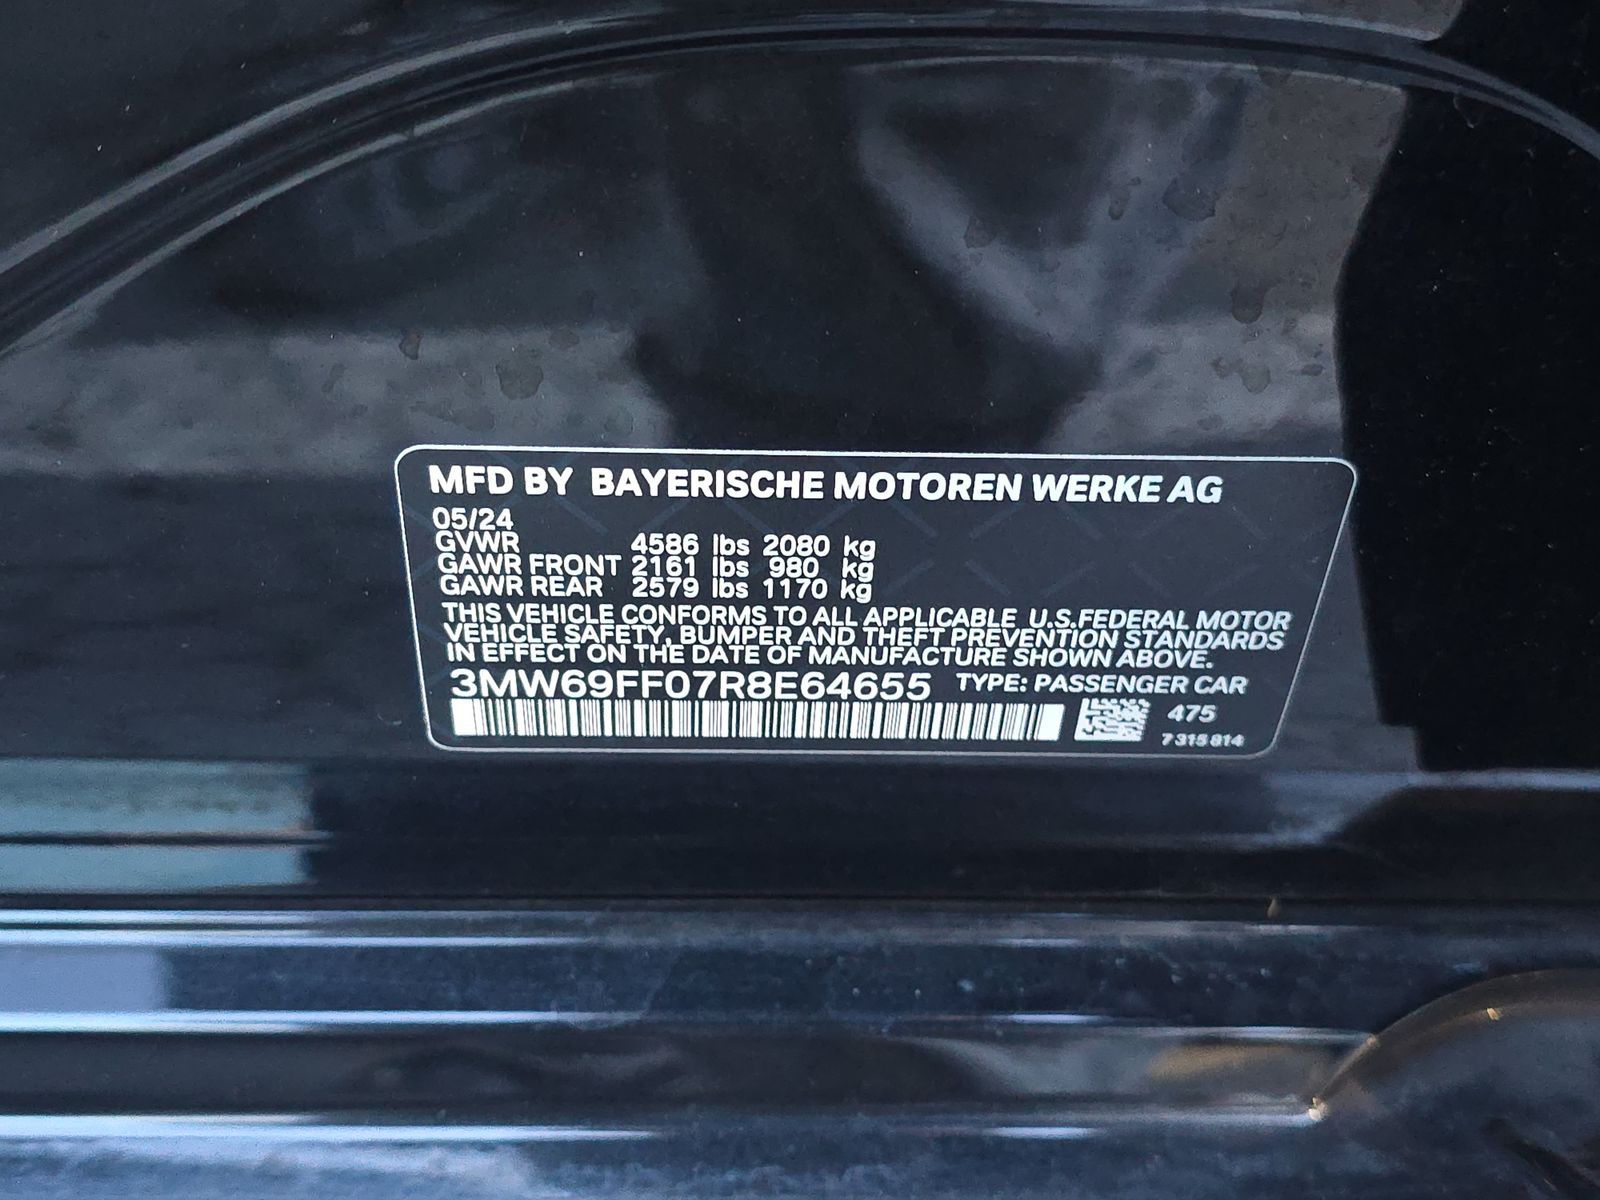 MFD BY BAYERISCHE MOTOREN WERKE AG
05/24
GVWR 4586 lbs 2080 kg
GAWR FRONT 2161 lbs 980 kg
GAWR REAR 2579 lbs 1170 kg
THIS VEHICLE CONFORMS TO ALL APPLICABLE U.S.FEDERAL MOTOR
VEHICLE SAFETY, BUMPER AND THEFT PREVENTION STANDARDS
IN EFFECT ON THE DATE OF MANUFACTURE SHOWN ABOVE.
3MW69FF07R8E64655 TYPE: PASSENGER CAR
475
7 315 814